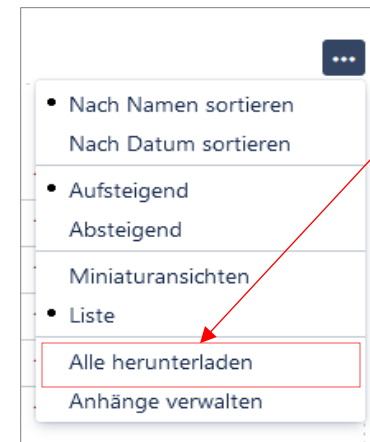 Nach Namen sortieren
Nach Datum sortieren
Aufsteigend
Absteigend
Miniaturansichten
Liste
Alle herunterladen
Anhänge verwalten